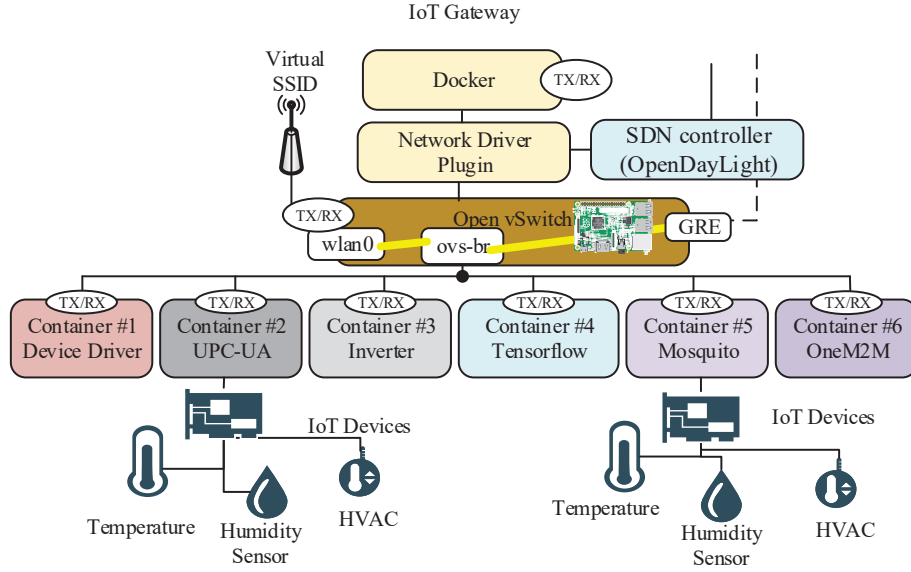 IoT Gateway
Virtual
SSID
Docker
TX/RX
Network Driver
Plugin
SDN controller
(OpenDayLight)
TX/RX
Open vSwitch
wlan0
ovs-br
GRE
TX/RX
TX/RX
TX/RX
TX/RX
TX/RX
TX/RX
Container #1
Device Driver
Container #2
UPC-UA
Container #3
Inverter
Container #4
Tensorflow
Container #5
Mosquito
Container #6
OneM2M
IoT Devices
IoT Devices
Temperature
Humidity
Sensor
HVAC
Temperature
Humidity
Sensor
HVAC